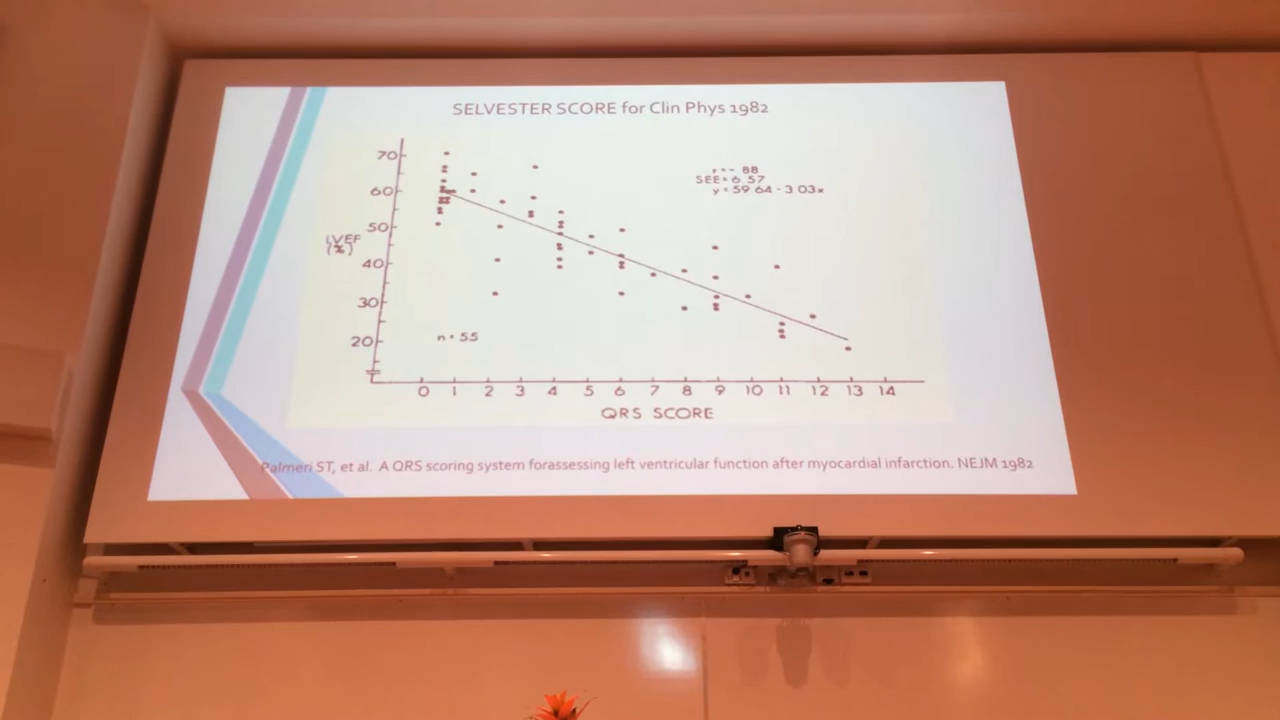 SELVESTER SCORE for Clin Phys 1982
70
60
50
40
30
20
LVEF
(%)
r = - .88
SEE = 6.57
y = 59.64 - 3.03x
n = 55
0 1 2 3 4 5 6 7 8 9 10 11 12 13 14
QRS SCORE
Palmeri ST, et al. A QRS scoring system forassessing left ventricular function after myocardial infarction. NEJM 1982